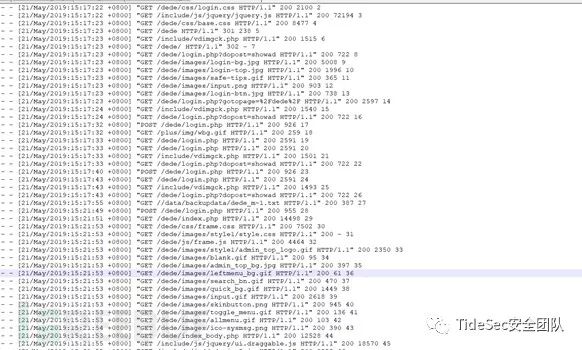 - - [21/May/2019:15:17:22 +0800] "GET /dede/css/login.css HTTP/1.1" 200 2100 2
- - [21/May/2019:15:17:22 +0800] "GET /include/js/jquery/jquery.js HTTP/1.1" 200 72194 3
- - [21/May/2019:15:17:22 +0800] "GET /dede/css/base.css HTTP/1.1" 200 8477 4
- - [21/May/2019:15:17:23 +0800] "GET /dede HTTP/1.1" 301 238 5
- - [21/May/2019:15:17:23 +0800] "GET /include/vdimgck.php HTTP/1.1" 200 1515 6
- - [21/May/2019:15:17:23 +0800] "GET /dede/ HTTP/1.1" 302 - 7
- - [21/May/2019:15:17:23 +0800] "GET /dede/login.php?dopost=showad HTTP/1.1" 200 722 8
- - [21/May/2019:15:17:23 +0800] "GET /dede/images/login-bg.jpg HTTP/1.1" 200 5008 9
- - [21/May/2019:15:17:23 +0800] "GET /dede/images/login-top.jpg HTTP/1.1" 200 1996 10
- - [21/May/2019:15:17:23 +0800] "GET /dede/images/safe-tips.gif HTTP/1.1" 200 365 11
- - [21/May/2019:15:17:23 +0800] "GET /dede/images/input.png HTTP/1.1" 200 903 12
- - [21/May/2019:15:17:23 +0800] "GET /dede/images/login-btn.jpg HTTP/1.1" 200 738 13
- - [21/May/2019:15:17:23 +0800] "GET /dede/login.php?gotopage=%2Fdede%2F HTTP/1.1" 200 2597 14
- - [21/May/2019:15:17:24 +0800] "GET /include/vdimgck.php HTTP/1.1" 200 1540 15
- - [21/May/2019:15:17:24 +0800] "GET /dede/login.php?dopost=showad HTTP/1.1" 200 722 16
- - [21/May/2019:15:17:32 +0800] "POST /dede/login.php HTTP/1.1" 200 926 17
- - [21/May/2019:15:17:32 +0800] "GET /plus/img/wbg.gif HTTP/1.1" 200 259 18
- - [21/May/2019:15:17:33 +0800] "GET /dede/login.php HTTP/1.1" 200 2591 19
- - [21/May/2019:15:17:33 +0800] "GET /dede/login.php HTTP/1.1" 200 2591 20
- - [21/May/2019:15:17:33 +0800] "GET /include/vdimgck.php HTTP/1.1" 200 1501 21
- - [21/May/2019:15:17:33 +0800] "GET /dede/login.php?dopost=showad HTTP/1.1" 200 722 22
- - [21/May/2019:15:17:40 +0800] "POST /dede/login.php HTTP/1.1" 200 926 23
- - [21/May/2019:15:17:43 +0800] "GET /dede/login.php HTTP/1.1" 200 2591 24
- - [21/May/2019:15:17:43 +0800] "GET /include/vdimgck.php HTTP/1.1" 200 1493 25
- - [21/May/2019:15:17:43 +0800] "GET /dede/login.php?dopost=showad HTTP/1.1" 200 722 26
- - [21/May/2019:15:17:55 +0800] "GET //data/backupdata/dede_m~1.txt HTTP/1.1" 200 387 27
- - [21/May/2019:15:21:49 +0800] "POST /dede/login.php HTTP/1.1" 200 955 28
- - [21/May/2019:15:21:53 +0800] "GET /dede/index.php HTTP/1.1" 200 14498 29
- - [21/May/2019:15:21:53 +0800] "GET /dede/css/frame.css HTTP/1.1" 200 7502 30
- - [21/May/2019:15:21:53 +0800] "GET /dede/images/style1/style.css HTTP/1.1" 200 - 31
- - [21/May/2019:15:21:53 +0800] "GET /dede/js/frame.js HTTP/1.1" 200 4464 32
- - [21/May/2019:15:21:53 +0800] "GET /dede/images/style1/admin_top_logo.gif HTTP/1.1" 200 2350 33
- - [21/May/2019:15:21:53 +0800] "GET /dede/images/blank.gif HTTP/1.1" 200 95 34
- - [21/May/2019:15:21:53 +0800] "GET /dede/images/admin_top_bg.jpg HTTP/1.1" 200 397 35
- - [21/May/2019:15:21:53 +0800] "GET /dede/images/leftmenu_bg.gif HTTP/1.1" 200 61 36
- - [21/May/2019:15:21:53 +0800] "GET /dede/images/search_bn.gif HTTP/1.1" 200 470 37
- - [21/May/2019:15:21:53 +0800] "GET /dede/images/quick_bg.gif HTTP/1.1" 200 1449 38
- - [21/May/2019:15:21:53 +0800] "GET /dede/images/input.gif HTTP/1.1" 200 2618 39
- - [21/May/2019:15:21:53 +0800] "GET /dede/images/skinbutton.png HTTP/1.1" 200 945 40
- - [21/May/2019:15:21:53 +0800] "GET /dede/images/toggle_menu.gif HTTP/1.1" 200 136 41
- - [21/May/2019:15:21:53 +0800] "GET /dede/images/allmenu.gif HTTP/1.1" 200 103 42
- - [21/May/2019:15:21:53 +0800] "GET /dede/images/ico-sysmsg.png HTTP/1.1" 200 390 43
- - [21/May/2019:15:21:53 +0800] "GET /dede/index_body.php HTTP/1.1" 200 12528 44
- - [21/May/2019:15:21:53 +0800] "GET /include/js/jquery/ui.draggable.js HTTP/1.1" 200 18570 45
TideSec安全团队